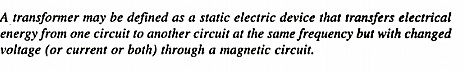 A transformer may be defined as a static electric device that transfers electrical
energy from one circuit to another circuit at the same frequency but with changed
voltage (or current or both) through a magnetic circuit.